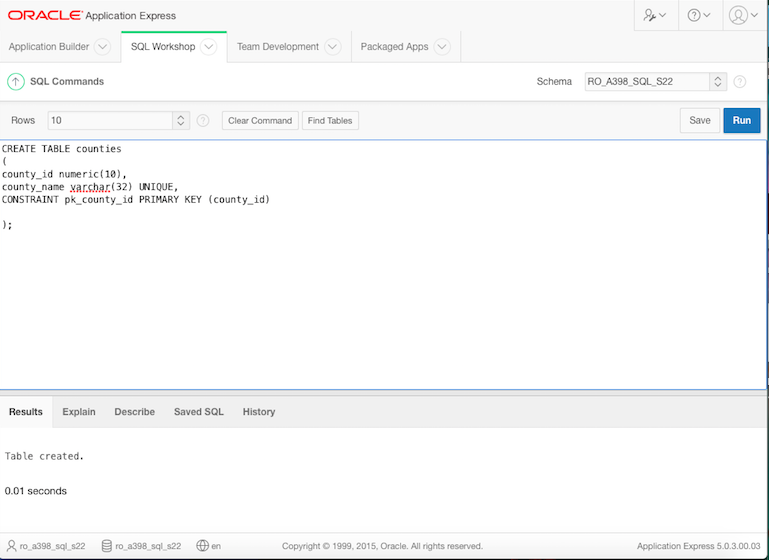 ORACLE Application Express
Application Builder SQL Workshop Team Development Packaged Apps
SQL Commands Schema RO_A398_SQL_S22
Rows 10 Clear Command Find Tables Save Run
CREATE TABLE counties
(
county_id numeric(10),
county_name varchar(32) UNIQUE,
CONSTRAINT pk_county_id PRIMARY KEY (county_id)
);
Results Explain Describe Saved SQL History
Table created.
0.01 seconds
ro_a398_sql_s22 ro_a398_sql_s22 en Copyright © 1999, 2015, Oracle. All rights reserved. Application Express 5.0.3.00.03